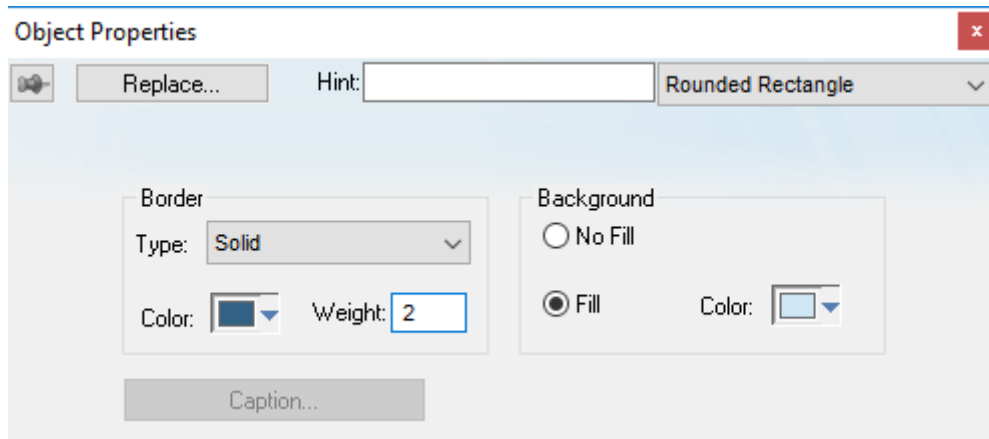 Object Properties
x
Replace... Hint: Rounded Rectangle
Border
Type: Solid
Color: Weight: 2
Background
No Fill
Fill Color:
Caption...